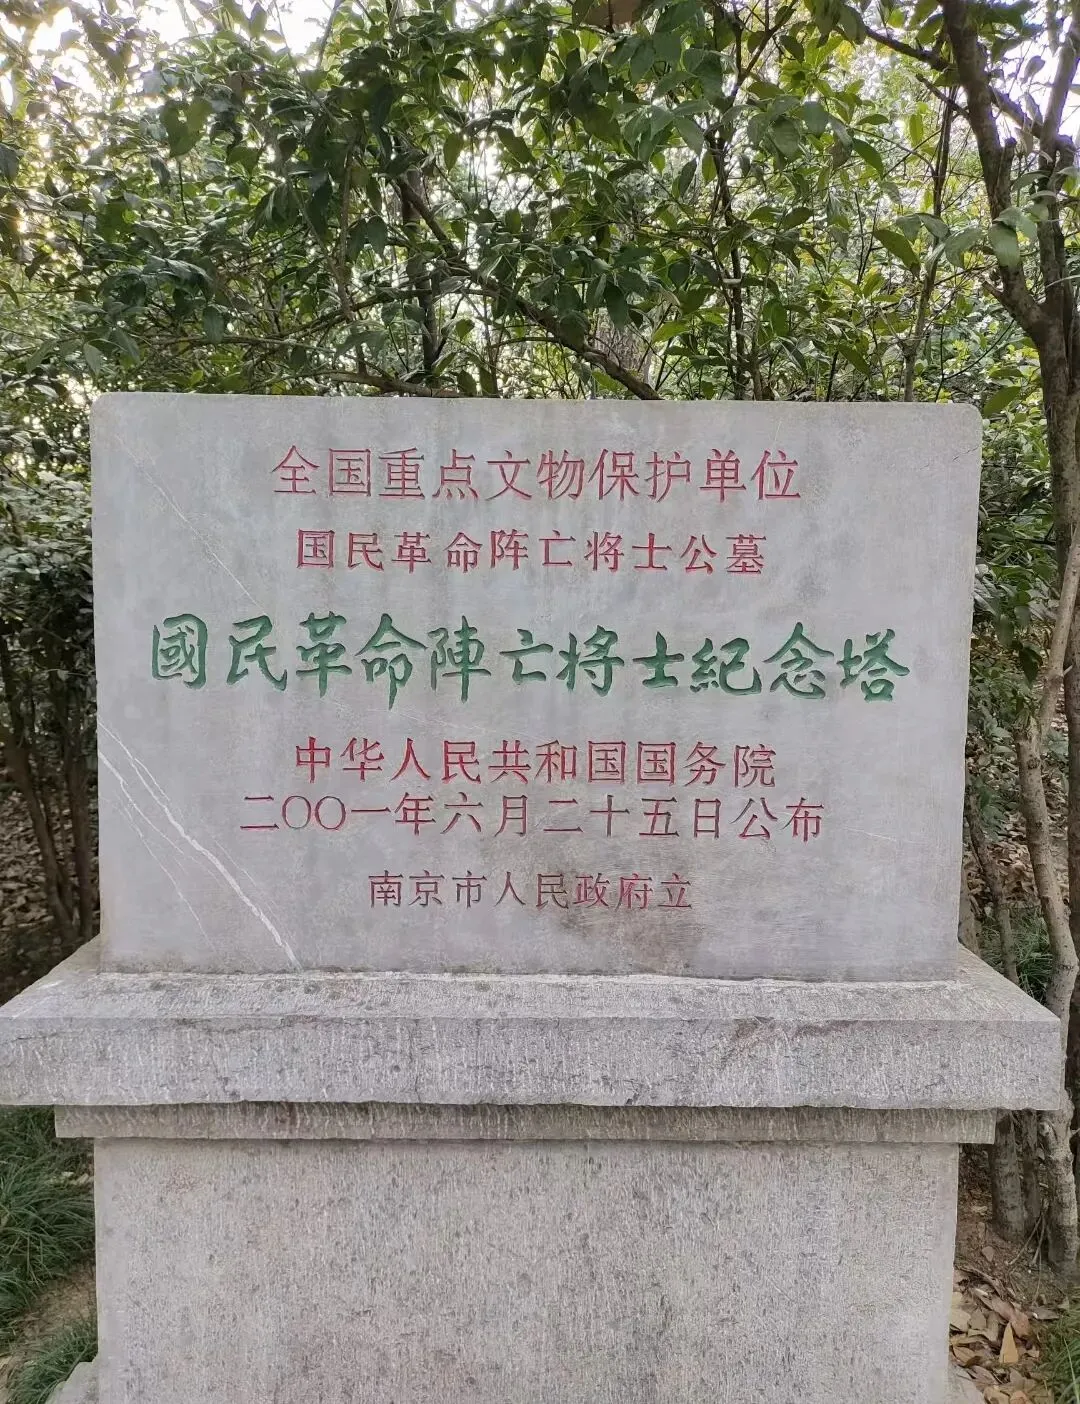 全国重点文物保护单位
国民革命阵亡将士公墓
國民革命陣亡将士紀念塔
中华人民共和国国务院
二〇〇一年六月二十五日公布
南京市人民政府立